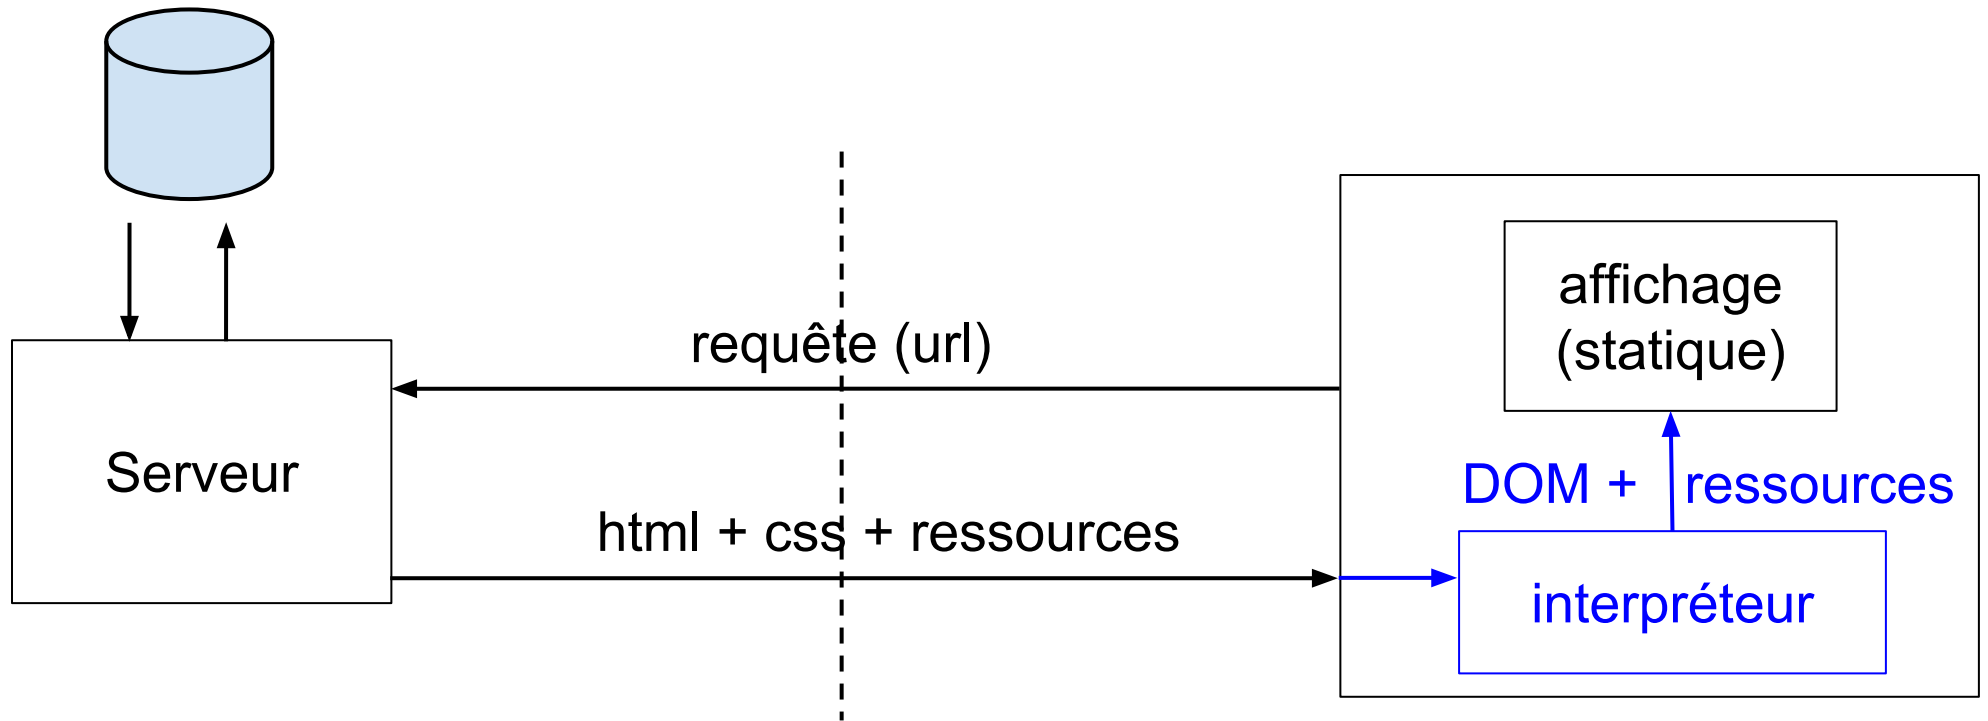 affichage
(statique)
requête (url)
Serveur
DOM + ressources
html + css + ressources
interpréteur